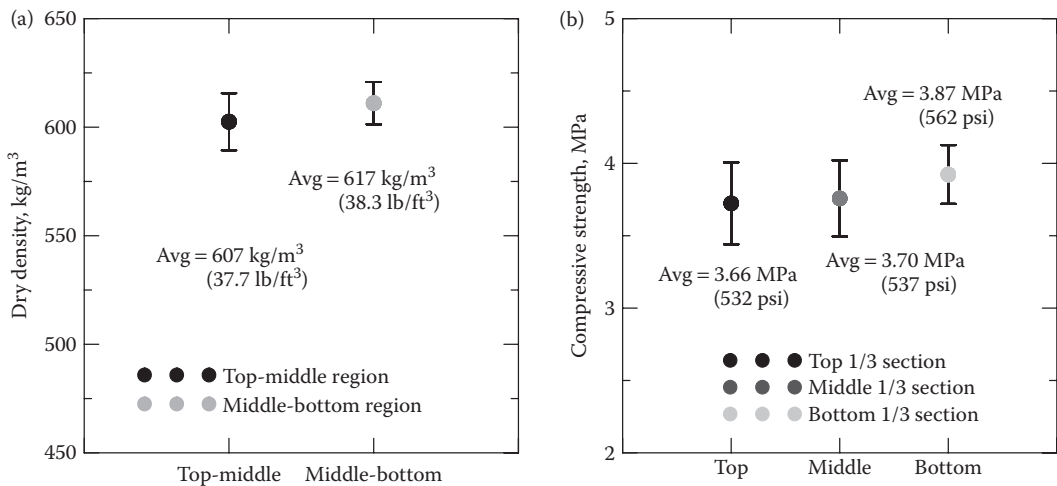 (a)
650
600
550
500
450
Dry density, kg/m³
Avg = 617 kg/m³
(38.3 lb/ft³)
Avg = 607 kg/m³
(37.7 lb/ft³)
Top-middle region
Middle-bottom region
Top-middle
Middle-bottom
(b)
5
4
3
2
Compressive strength, MPa
Avg = 3.87 MPa
(562 psi)
Avg = 3.66 MPa
(532 psi)
Avg = 3.70 MPa
(537 psi)
Top 1/3 section
Middle 1/3 section
Bottom 1/3 section
Top
Middle
Bottom